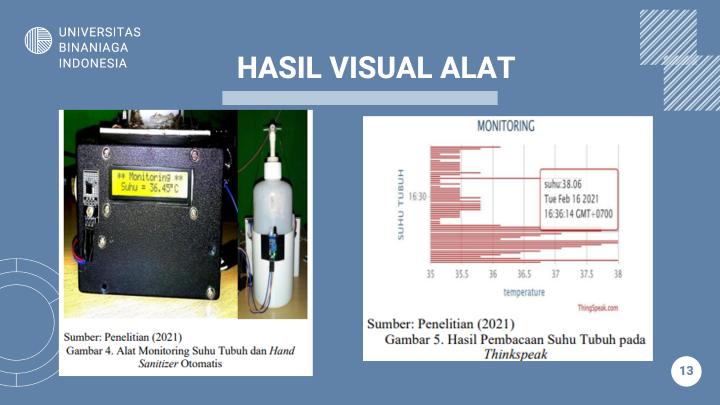 UNIVERSITAS
BINANIAGA
INDONESIA
HASIL VISUAL ALAT
** Monitoring **
Suhu = 36.45°C
Sumber: Penelitian (2021)
Gambar 4. Alat Monitoring Suhu Tubuh dan Hand
Sanitizer Otomatis
MONITORING
SUHU TUBUH
16:30
suhu:38.06
Tue Feb 16 2021
16:36:14 GMT+0700
35 35.5 36 36.5 37 37.5 38
temperature
ThingSpeak.com
Sumber: Penelitian (2021)
Gambar 5. Hasil Pembacaan Suhu Tubuh pada
Thinkspeak
13